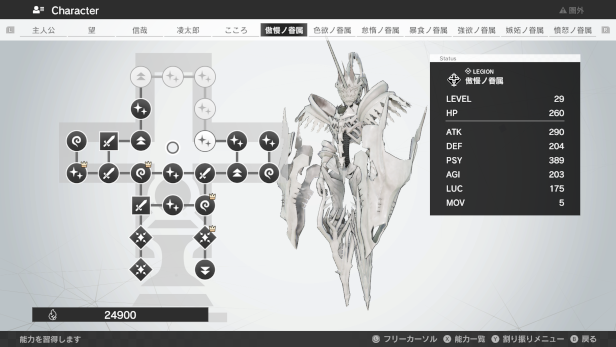 Character
圏外
L
主人公 望 信哉 凌太郎 こころ 傲慢ノ眷属 色欲ノ眷属 怠惰ノ眷属 暴食ノ眷属 強欲ノ眷属 嫉妬ノ眷属 憤怒ノ眷属
R
Status
LEGION
傲慢ノ眷属
LEVEL 29
HP 260
ATK 290
DEF 204
PSY 389
AGI 203
LUC 175
MOV 5
24900
能力を習得します
L フリーカーソル X 能力一覧 Y 割り振りメニュー B 戻る